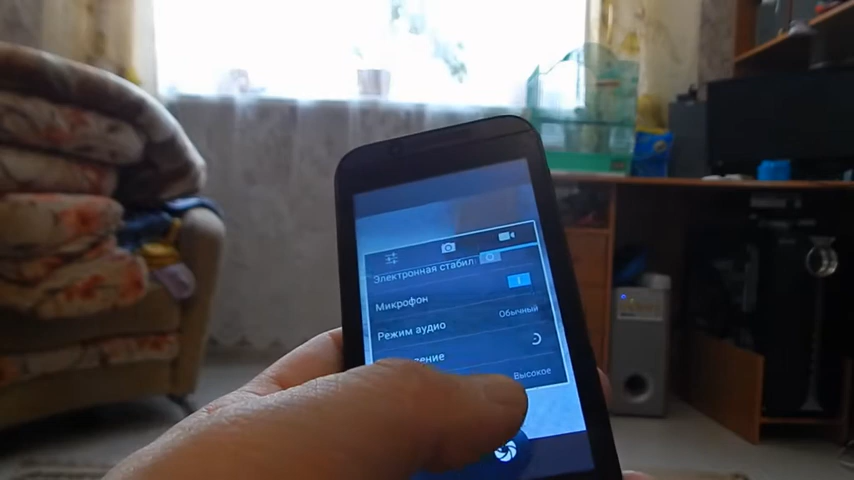 Электронная стабил
Микрофон
Режим аудио
Обычный
Высокое